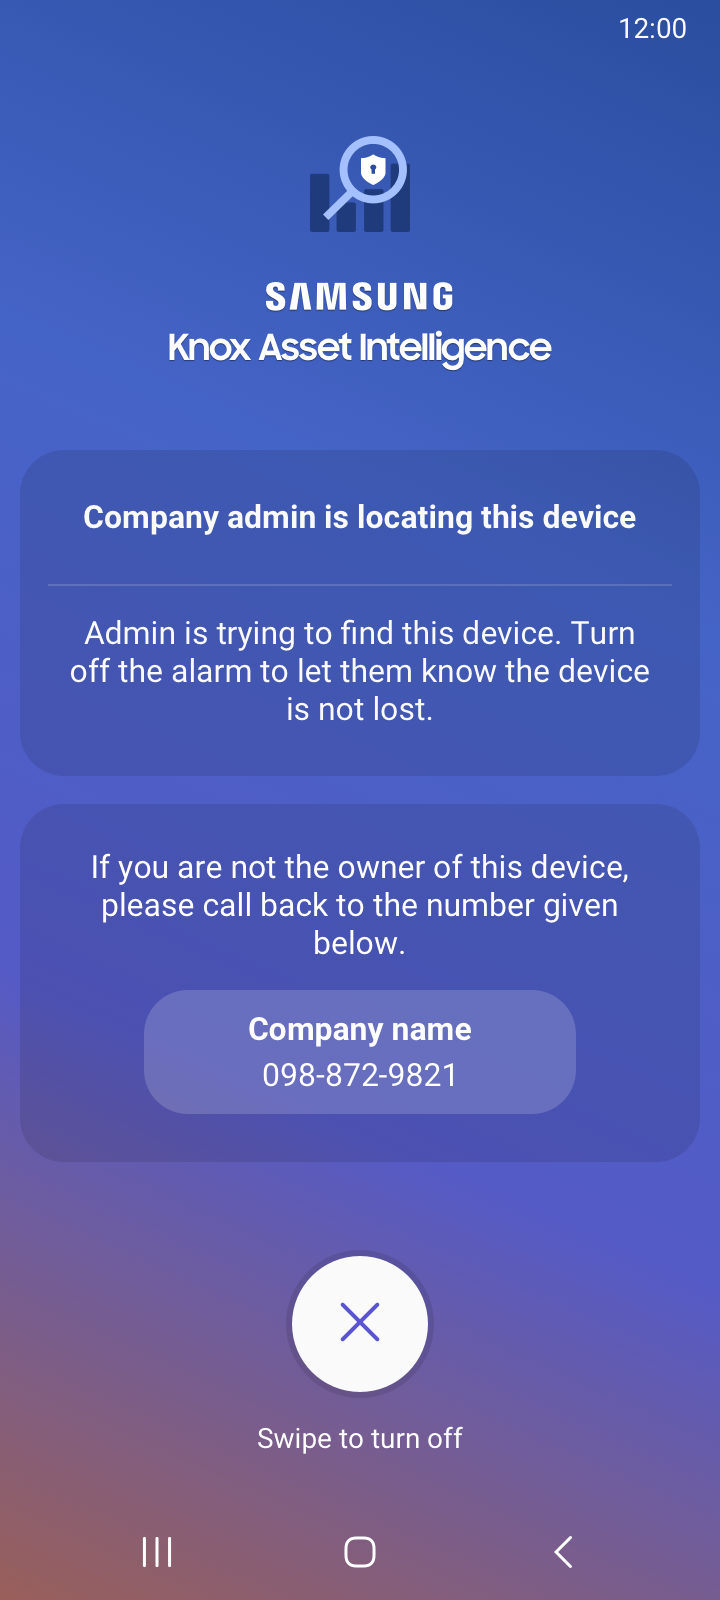 12:00
SAMSUNG
Knox Asset Intelligence
Company admin is locating this device
Admin is trying to find this device. Turn
off the alarm to let them know the device
is not lost.
If you are not the owner of this device,
please call back to the number given
below.
Company name
098-872-9821
Swipe to turn off